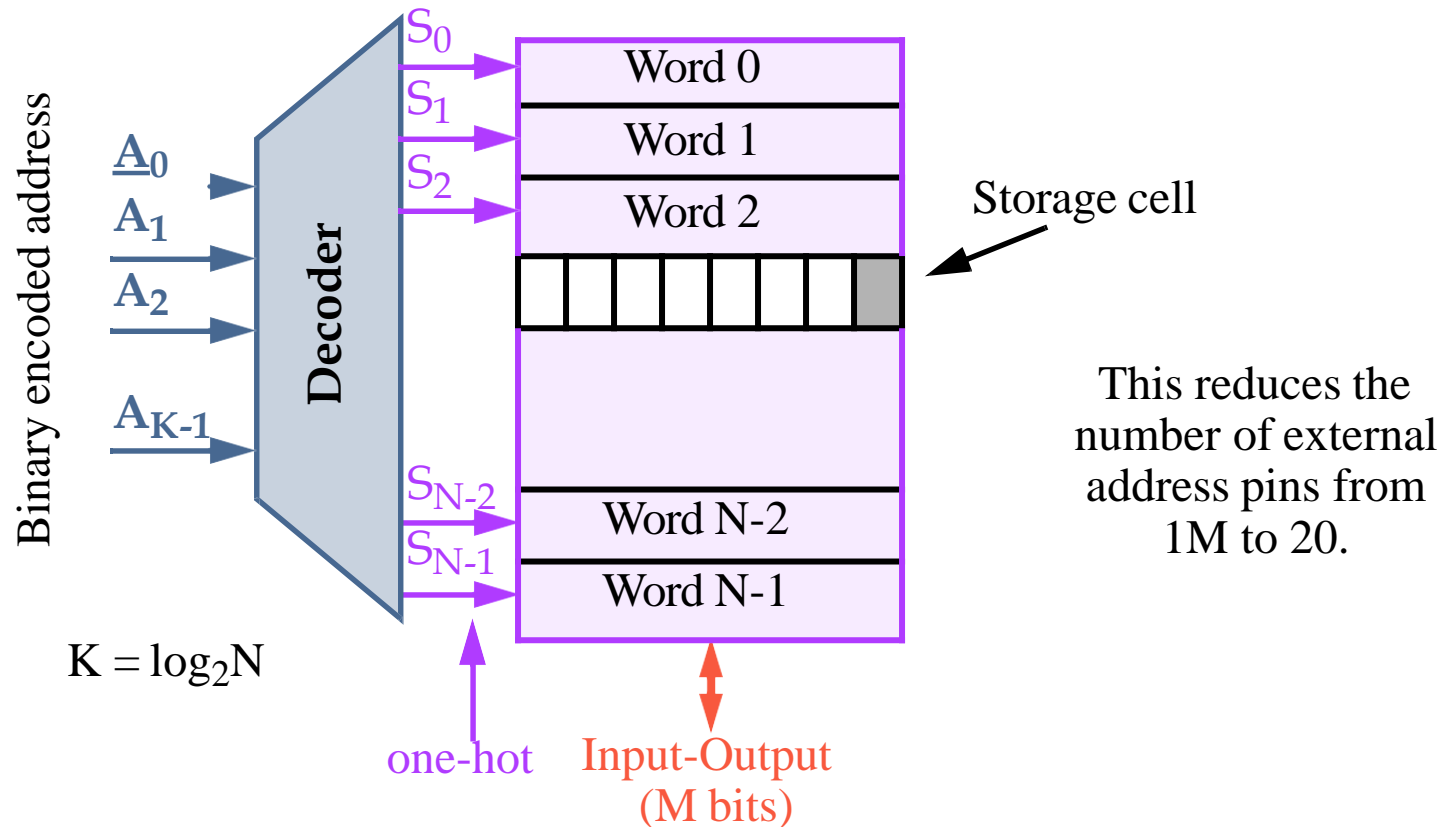 Binary encoded address
A0
A1
A2
AK-1
Decoder
S0
S1
S2
SN-2
SN-1
Word 0
Word 1
Word 2
Word N-2
Word N-1
Storage cell
This reduces the
number of external
address pins from
1M to 20.
K = log2N
one-hot
Input-Output
(M bits)